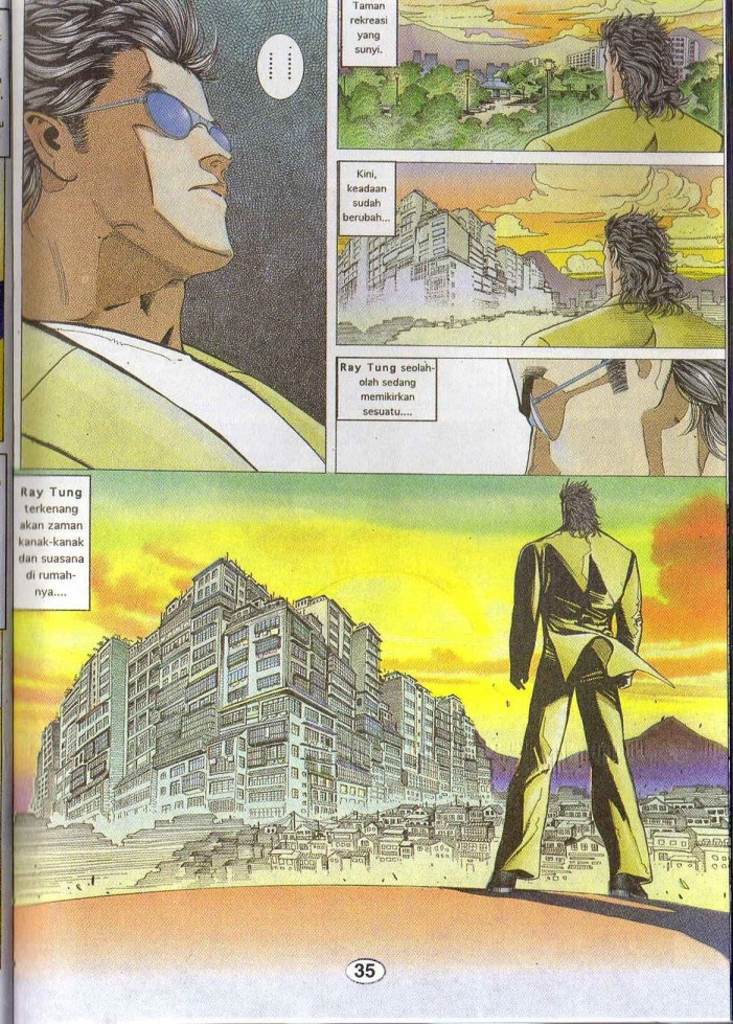 Taman
rekreasi
yang
sunyi.
Kini,
keadaan
sudah
berubah...
Ray Tung seolah-
olah sedang
memikirkan
sesuatu....
Ray Tung
terkenang
akan zaman
kanak-kanak
dan suasana
di rumah-
nya....
35